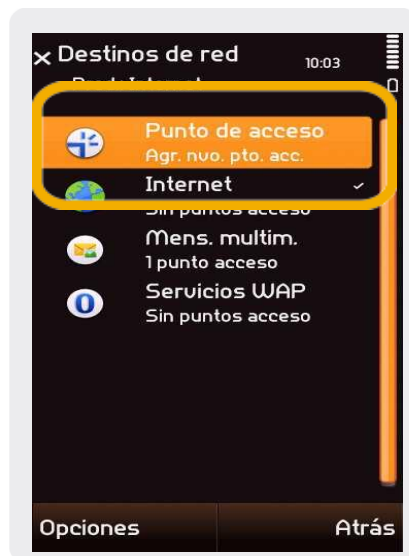 Destinos de red
10:03
Punto de acceso
Agr. nvo. pto. acc.
Internet
Sin puntos acceso
Mens. multim.
1 punto acceso
Servicios WAP
Sin puntos acceso
Opciones
Atrás